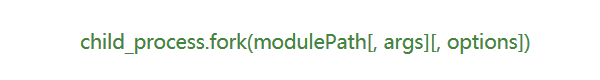 child_process.fork(modulePath[, args][, options])